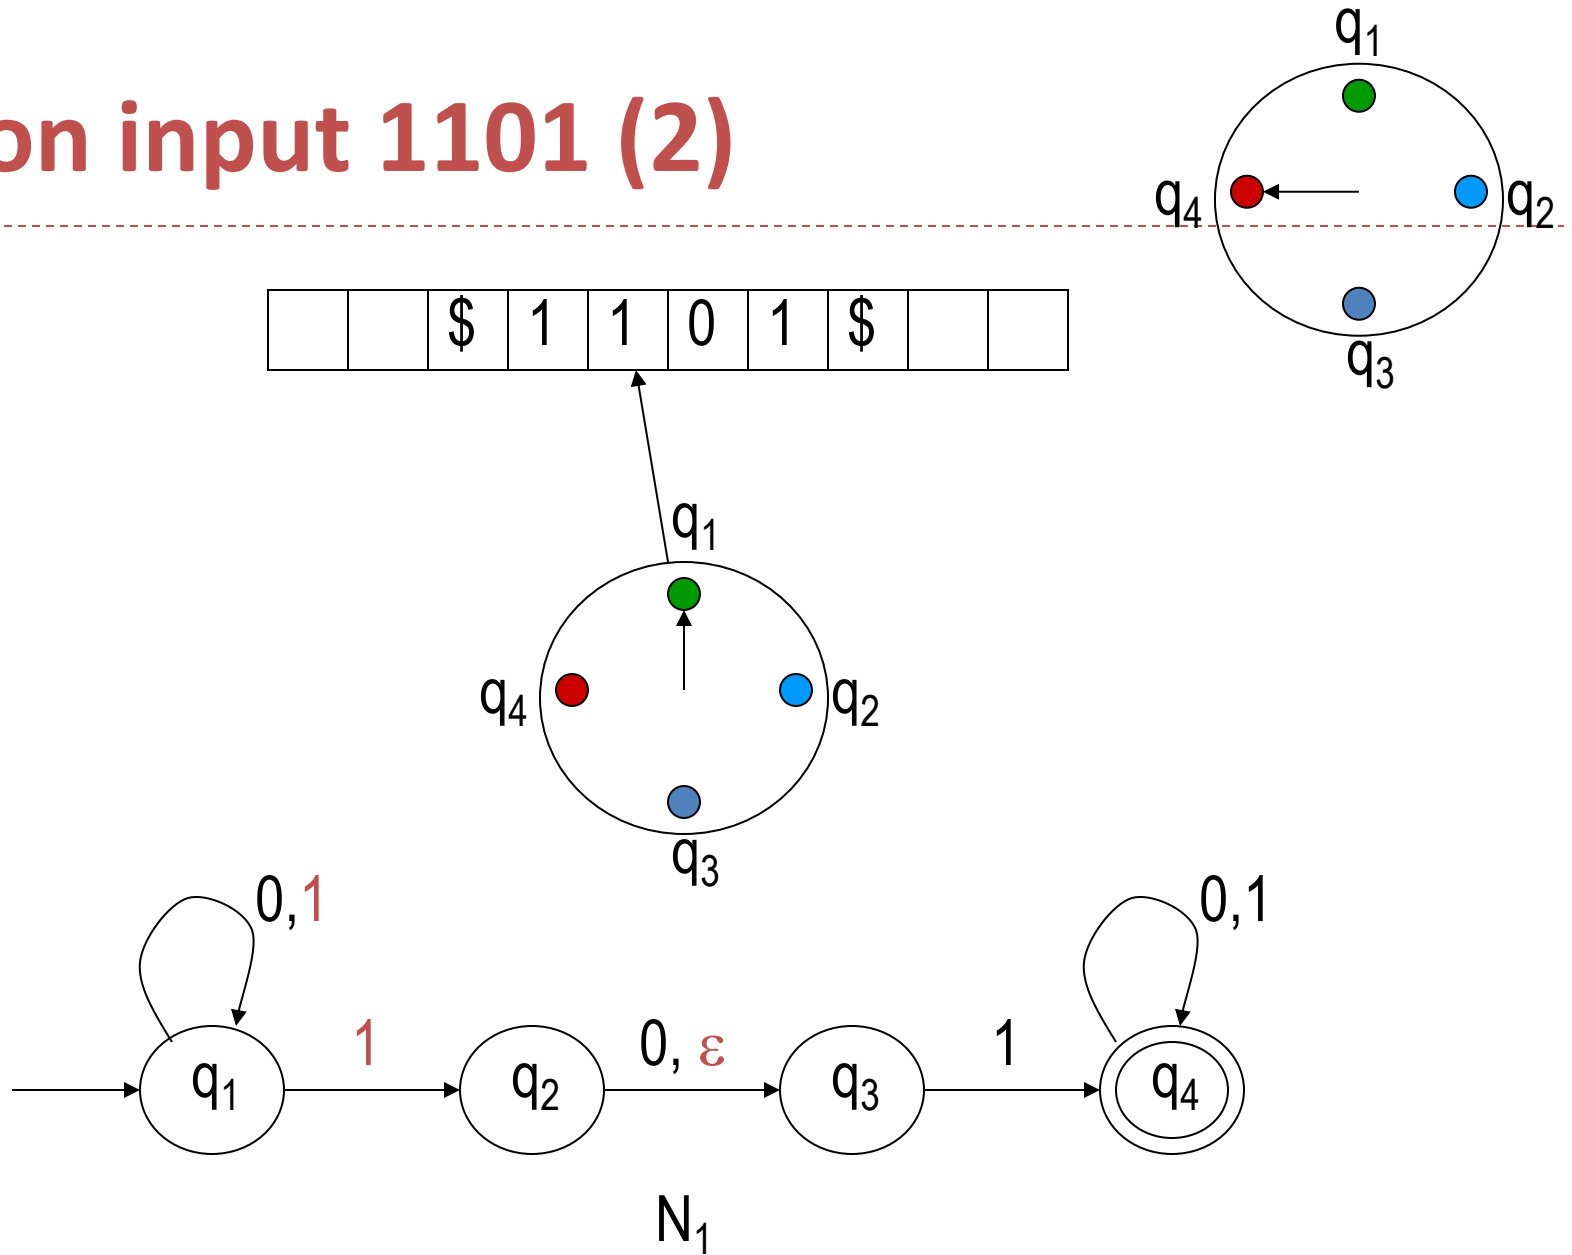 on input 1101 (2)
q₁
q₄ q₂
q₃
$ 1 1 0 1 $
q₁
q₄ q₂
q₃
0,1 0,1
1 0, ε 1
q₁ q₂ q₃ q₄
N₁